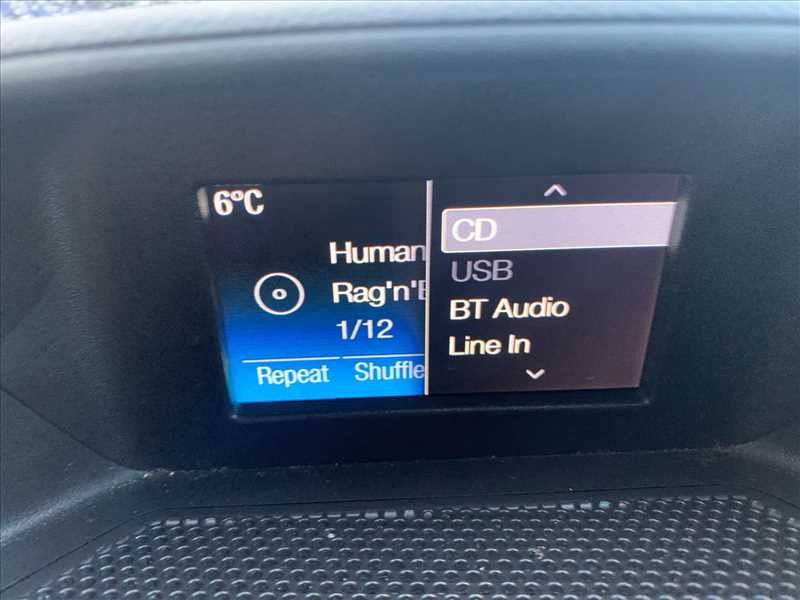 6°C
Human
Rag'n'
1/12
Repeat
Shuffle
CD
USB
BT Audio
Line In